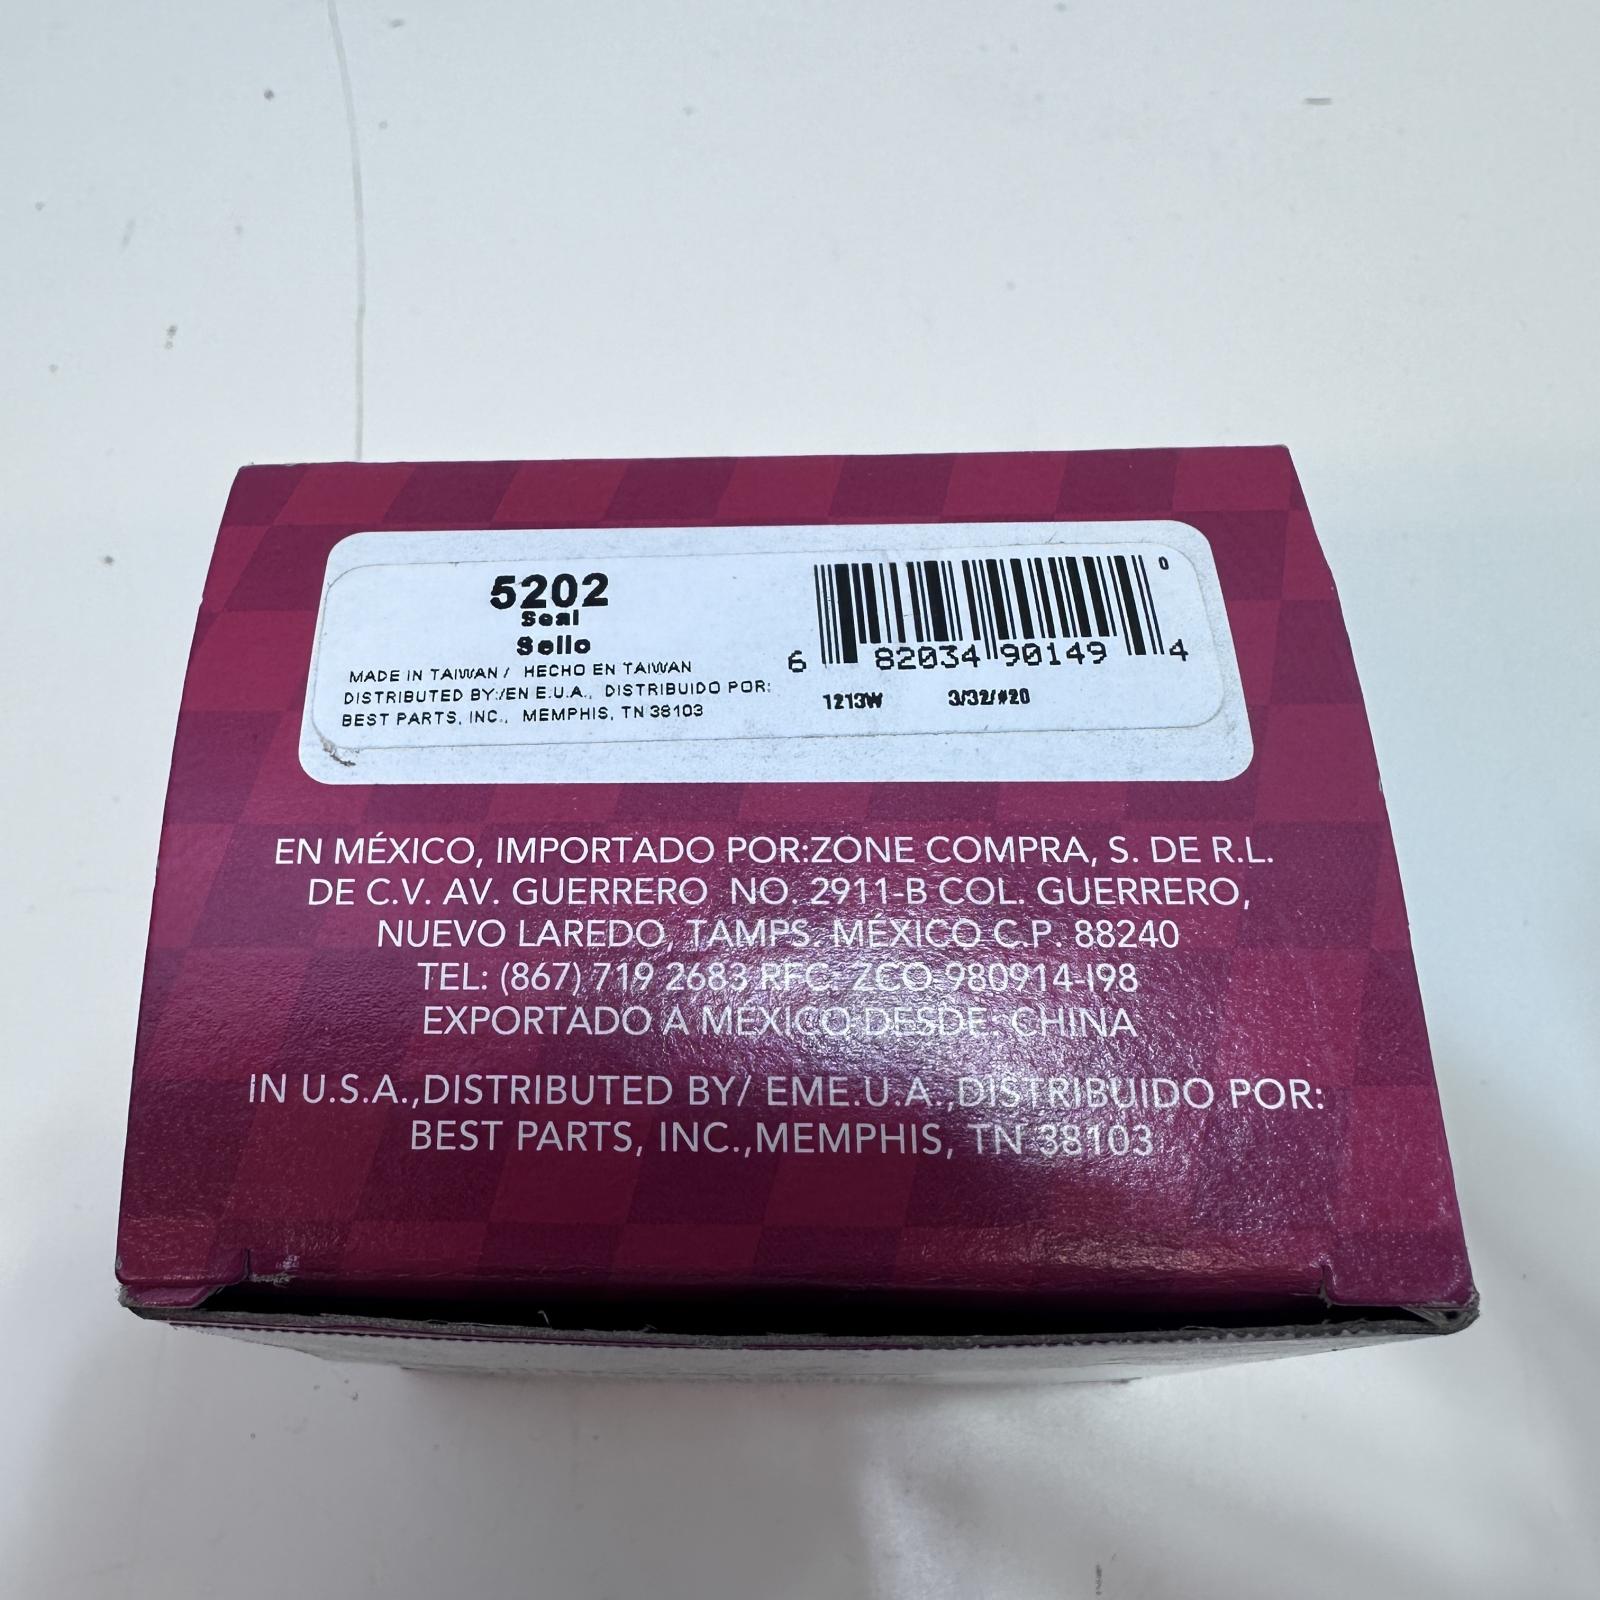 5202
Seal
Sello
MADE IN TAIWAN / HECHO EN TAIWAN
DISTRIBUTED BY:/EN E.U.A., DISTRIBUIDO POR:
BEST PARTS, INC., MEMPHIS, TN 38103
0
6 82034 90149 4
1213W 3/32/#20
EN MÉXICO, IMPORTADO POR:ZONE COMPRA, S. DE R.L.
DE C.V. AV. GUERRERO NO. 2911-B COL. GUERRERO,
NUEVO LAREDO, TAMPS. MÉXICO C.P. 88240
TEL: (867) 719 2683 RFC. ZCO-980914-I98
EXPORTADO A MÉXICO DESDE: CHINA
IN U.S.A.,DISTRIBUTED BY/ EME.U.A.,DISTRIBUIDO POR:
BEST PARTS, INC.,MEMPHIS, TN 38103